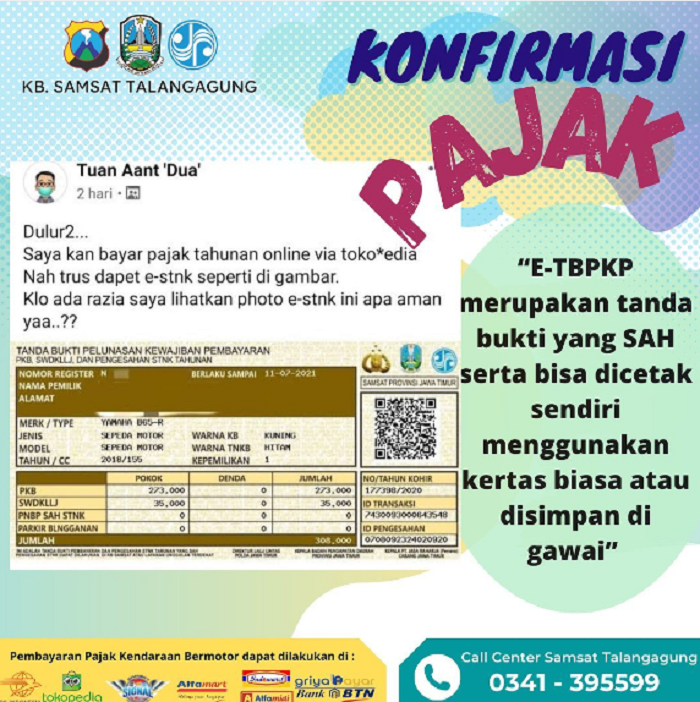 KB. SAMSAT TALANGAGUNG
KONFIRMASI
PAJAK
Tuan Aant 'Dua'
2 hari
Dulur2...
Saya kan bayar pajak tahunan online via toko*edia
Nah trus dapet e-stnk seperti di gambar.
Klo ada razia saya lihatkan photo e-stnk ini apa aman
yaa..??
TANDA BUKTI PELUNASAN KEWAJIBAN PEMBAYARAN
PKB, SWDKLLJ, DAN PENGESAHAN STNK TAHUNAN
NOMOR REGISTER N BERLAKU SAMPAI 11-07-2021
NAMA PEMILIK
ALAMAT
SAMSAT PROVINSI JAWA TIMUR
MERK / TYPE YAMAHA B65-R
JENIS SEPEDA MOTOR WARNA KB KUNING
MODEL SEPEDA MOTOR WARNA TNKB HITAM
TAHUN / CC 2018/155 KEPEMILIKAN 1
POKOK DENDA JUMLAH
PKB 273,000 0 273,000
SWDKLLJ 35,000 0 35,000
PNBP SAH STNK 0 0 0
PARKIR BLNGGANAN 0 0 0
JUMLAH 308,000
NO/TAHUN KOHIR
177398/2020
ID TRANSAKSI
ID PENGESAHAN
“E-TBPKP
merupakan tanda
bukti yang SAH
serta bisa dicetak
sendiri
menggunakan
kertas biasa atau
disimpan di
gawai”
Pembayaran Pajak Kendaraan Bermotor dapat dilakukan di :
tokopedia
SIGNAL
Alfamart
Indomaret
Alfamidi
griya bayar
Bank BTN
Call Center Samsat Talangagung
0341 - 395599